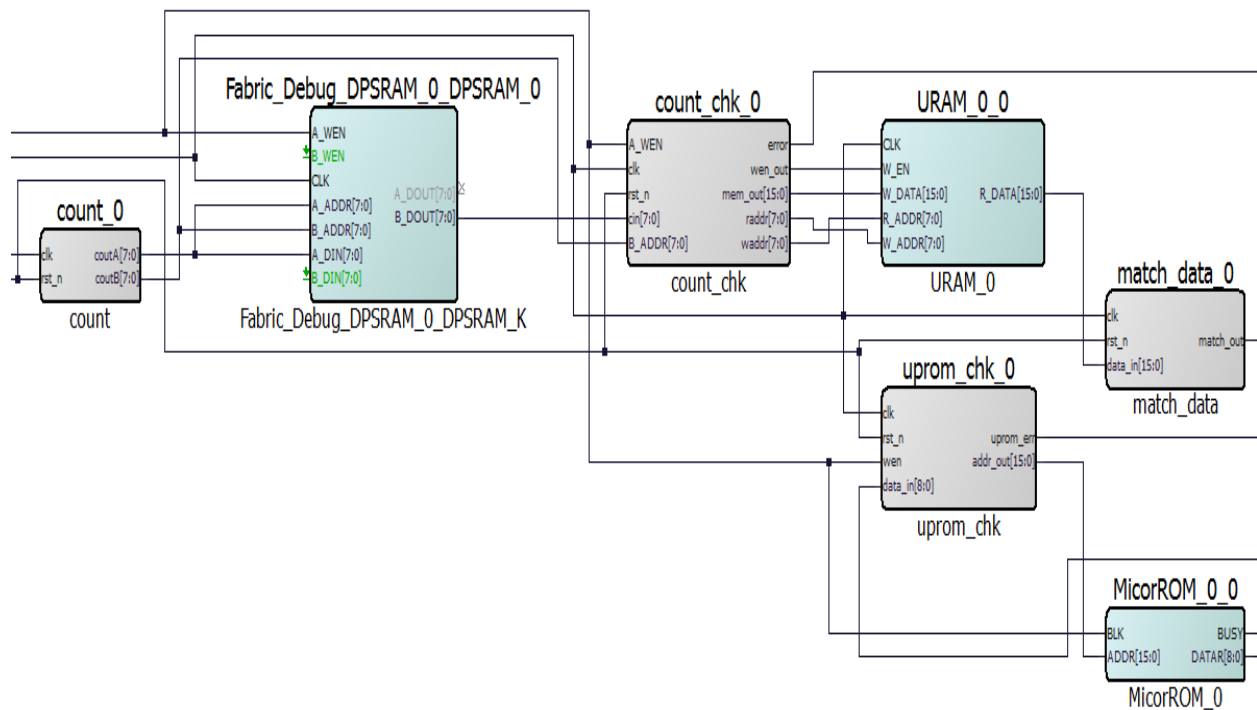 Fabric_Debug_DPSRAM_0_DPSRAM_0
A_WEN
B_WEN
CLK
A_ADDR[7:0]
B_ADDR[7:0]
A_DIN[7:0]
B_DIN[7:0]
A_DOUT[7:0]
B_DOUT[7:0]
Fabric_Debug_DPSRAM_0_DPSRAM_K
count_0
clk
rst_n
coutA[7:0]
coutB[7:0]
count
count_chk_0
A_WEN
clk
rst_n
cin[7:0]
B_ADDR[7:0]
error
wen_out
mem_out[15:0]
raddr[7:0]
waddr[7:0]
count_chk
URAM_0_0
CLK
W_EN
W_DATA[15:0]
R_ADDR[7:0]
W_ADDR[7:0]
R_DATA[15:0]
URAM_0
match_data_0
clk
rst_n
data_in[15:0]
match_out
match_data
uprom_chk_0
clk
rst_n
wen
data_in[8:0]
uprom_err
addr_out[15:0]
uprom_chk
MicorROM_0_0
BLK
ADDR[15:0]
BUSY
DATAR[8:0]
MicorROM_0